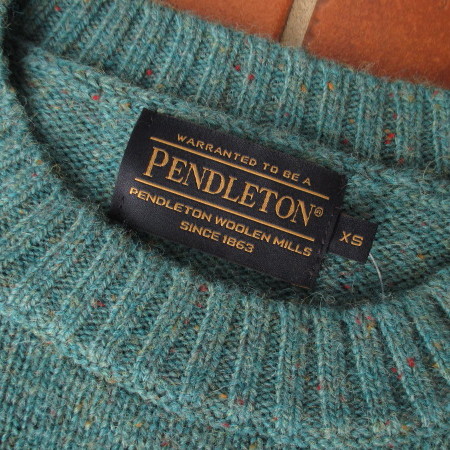 WARRANTED TO BE A
PENDLETON®
PENDLETON WOOLEN MILLS
SINCE 1863
XS